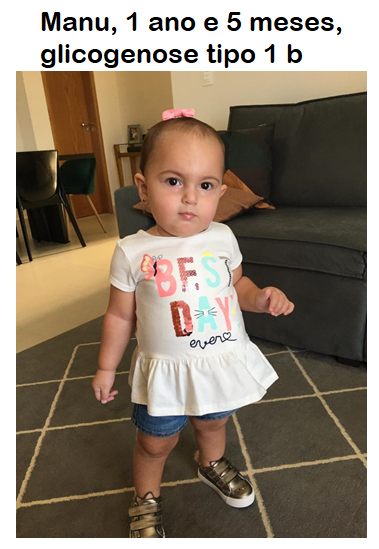 Manu, 1 ano e 5 meses,
glicogenose tipo 1 b
BEST
DAY
ever